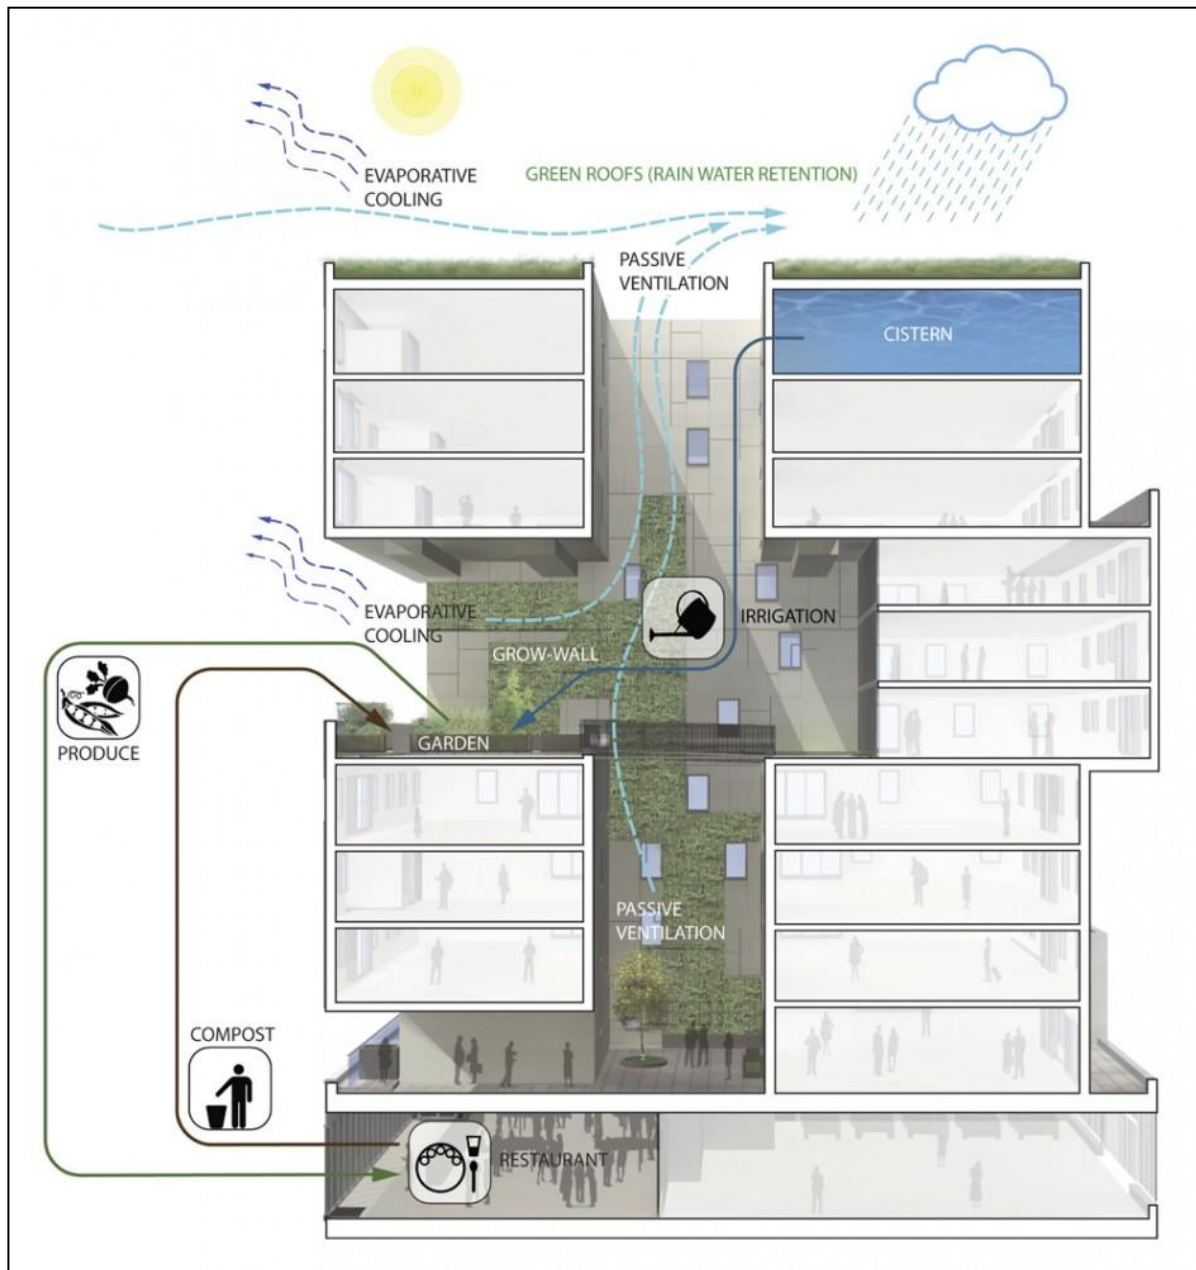 EVAPORATIVE
COOLING
GREEN ROOFS (RAIN WATER RETENTION)
PASSIVE
VENTILATION
CISTERN
EVAPORATIVE
COOLING
IRRIGATION
GROW-WALL
GARDEN
PRODUCE
PASSIVE
VENTILATION
COMPOST
RESTAURANT